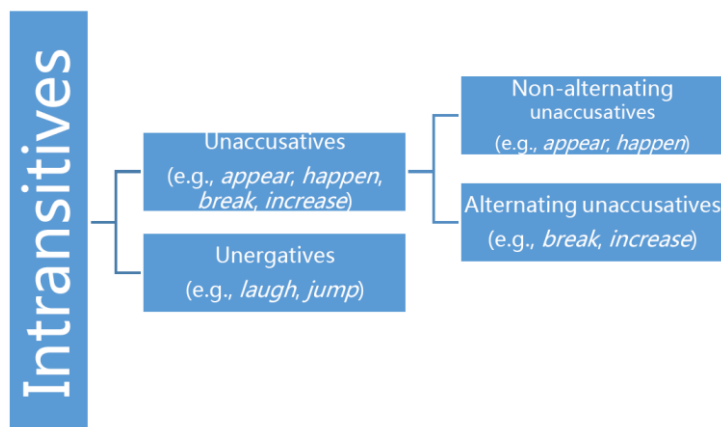 Intransitives
Unaccusatives
(e.g., appear, happen,
break, increase)
Unergatives
(e.g., laugh, jump)
Non-alternating
unaccusatives
(e.g., appear, happen)
Alternating unaccusatives
(e.g., break, increase)